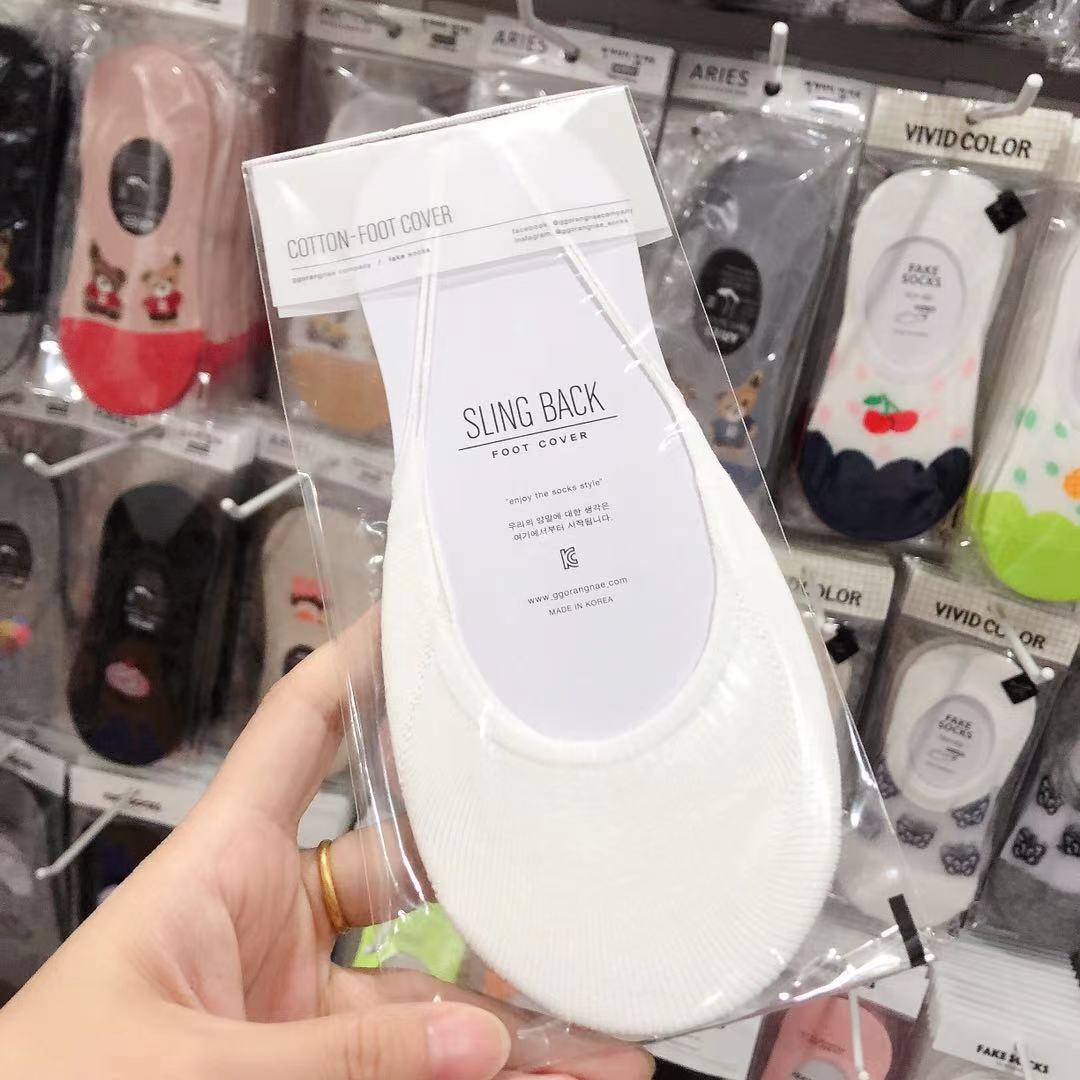 ARIES
ARIES
VIVID COLOR
COTTON-FOOT COVER
ggorangnae company / fake socks
facebook. @ggorangnaecompany
instagram. @ggorangnae_socks
FAKE
SOCKS
SLING BACK
FOOT COVER
"enjoy the socks style"
우리의 양말에 대한 생각은
여기에서부터 시작됩니다.
www.ggorangnae.com
MADE IN KOREA
OLOR
VIVID COLOR
FAKE
SOCKS
FAKE SOCKS